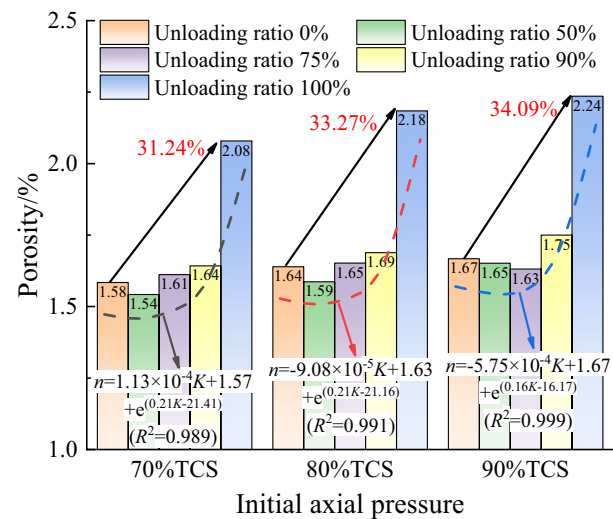 2.5
2.0
1.5
1.0
Porosity/%
Unloading ratio 0%
Unloading ratio 50%
Unloading ratio 75%
Unloading ratio 90%
Unloading ratio 100%
31.24%
33.27%
34.09%
1.58
1.54
1.61
1.64
2.08
1.64
1.59
1.65
1.69
2.18
1.67
1.65
1.63
1.75
2.24
n=1.13×10⁻⁴K+1.57
+e^(0.21K-21.41)
(R²=0.989)
n=-9.08×10⁻⁵K+1.63
+e^(0.21K-21.16)
(R²=0.991)
n=-5.75×10⁻⁴K+1.67
+e^(0.16K-16.17)
(R²=0.999)
70%TCS
80%TCS
90%TCS
Initial axial pressure